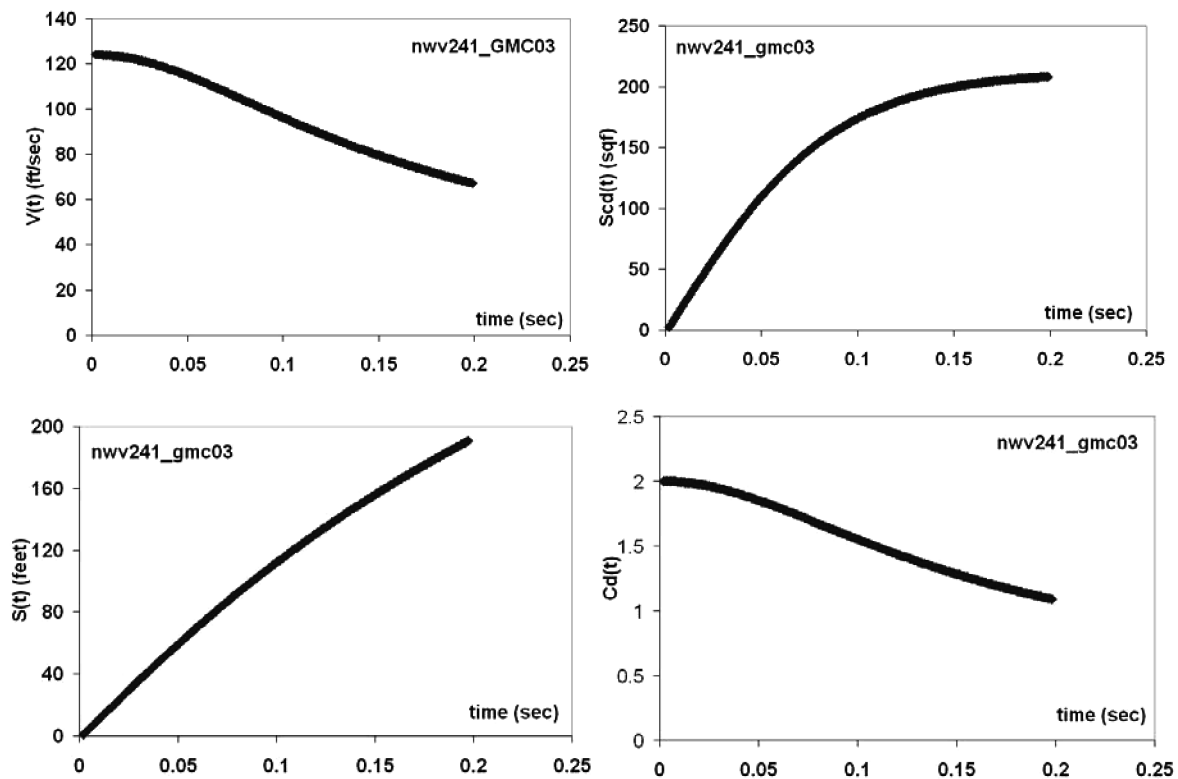 140
120
100
80
60
40
20
0
V(t) (ft/sec)
nwv241_GMC03
time (sec)
0 0.05 0.1 0.15 0.2 0.25
250
200
150
100
50
0
Scd(t) (sqf)
nwv241_gmc03
time (sec)
0 0.05 0.1 0.15 0.2 0.25
200
160
120
80
40
0
S(t) (feet)
nwv241_gmc03
time (sec)
0 0.05 0.1 0.15 0.2 0.25
2.5
2
1.5
1
0.5
0
Cd(t)
nwv241_gmc03
time (sec)
0 0.05 0.1 0.15 0.2 0.25